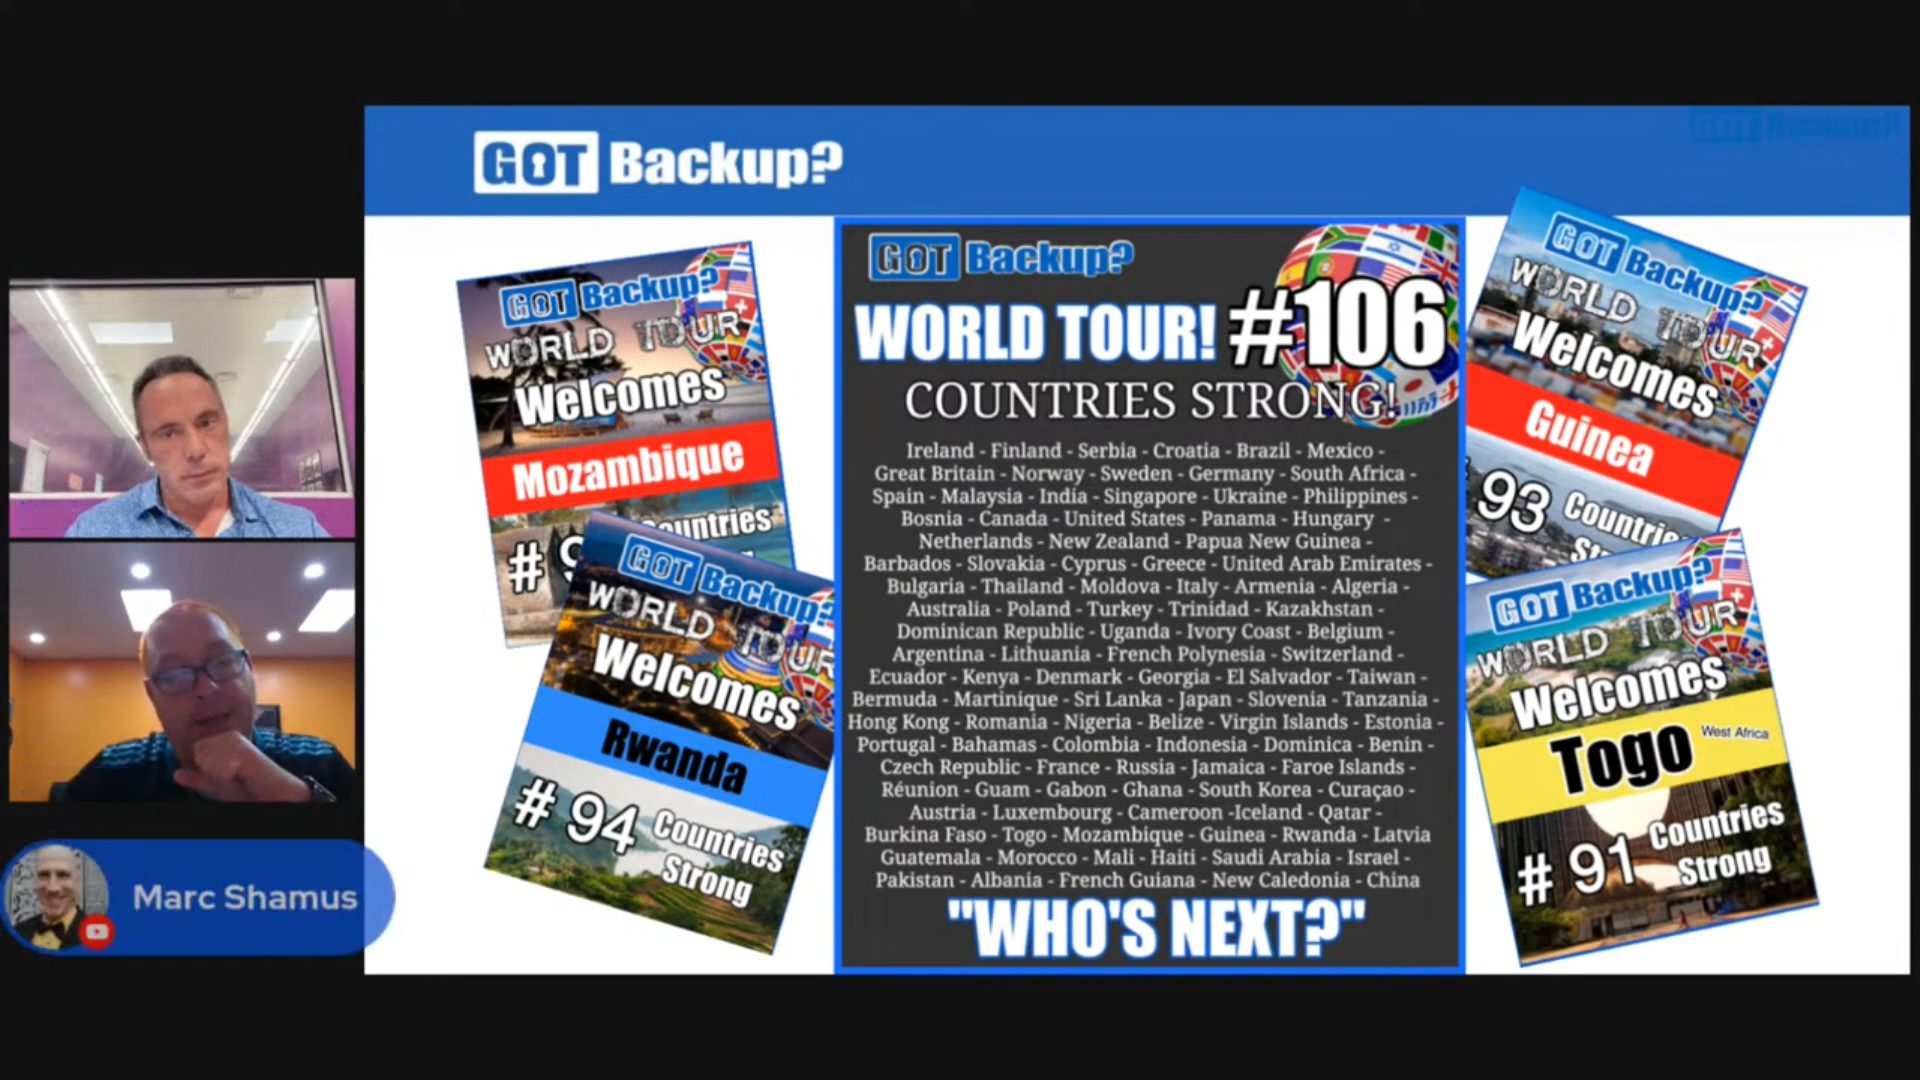 GOT Backup?
GOT Backup?
WORLD TOUR
Welcomes
Mozambique
Countries
# 9
GOT Backup?
WORLD TOUR
Welcomes
Rwanda
# 94 Countries
Strong
GOT Backup?
WORLD TOUR! #106
COUNTRIES STRONG!
Ireland - Finland - Serbia - Croatia - Brazil - Mexico -
Great Britain - Norway - Sweden - Germany - South Africa -
Spain - Malaysia - India - Singapore - Ukraine - Philippines -
Bosnia - Canada - United States - Panama - Hungary -
Netherlands - New Zealand - Papua New Guinea -
Barbados - Slovakia - Cyprus - Greece - United Arab Emirates -
Bulgaria - Thailand - Moldova - Italy - Armenia - Algeria -
Australia - Poland - Turkey - Trinidad - Kazakhstan -
Dominican Republic - Uganda - Ivory Coast - Belgium -
Argentina - Lithuania - French Polynesia - Switzerland -
Ecuador - Kenya - Denmark - Georgia - El Salvador - Taiwan -
Bermuda - Martinique - Sri Lanka - Japan - Slovenia - Tanzania -
Hong Kong - Romania - Nigeria - Belize - Virgin Islands - Estonia -
Portugal - Bahamas - Colombia - Indonesia - Dominica - Benin -
Czech Republic - France - Russia - Jamaica - Faroe Islands -
Réunion - Guam - Gabon - Ghana - South Korea - Curaçao -
Austria - Luxembourg - Cameroon -Iceland - Qatar -
Burkina Faso - Togo - Mozambique - Guinea - Rwanda - Latvia
Guatemala - Morocco - Mali - Haiti - Saudi Arabia - Israel -
Pakistan - Albania - French Guiana - New Caledonia - China
"WHO'S NEXT?"
GOT Backup?
WORLD TOUR
Welcomes
Guinea
93 Countries
GOT Backup?
WORLD TOUR
Welcomes
Togo West Africa
# 91 Countries
Strong
Marc Shamus